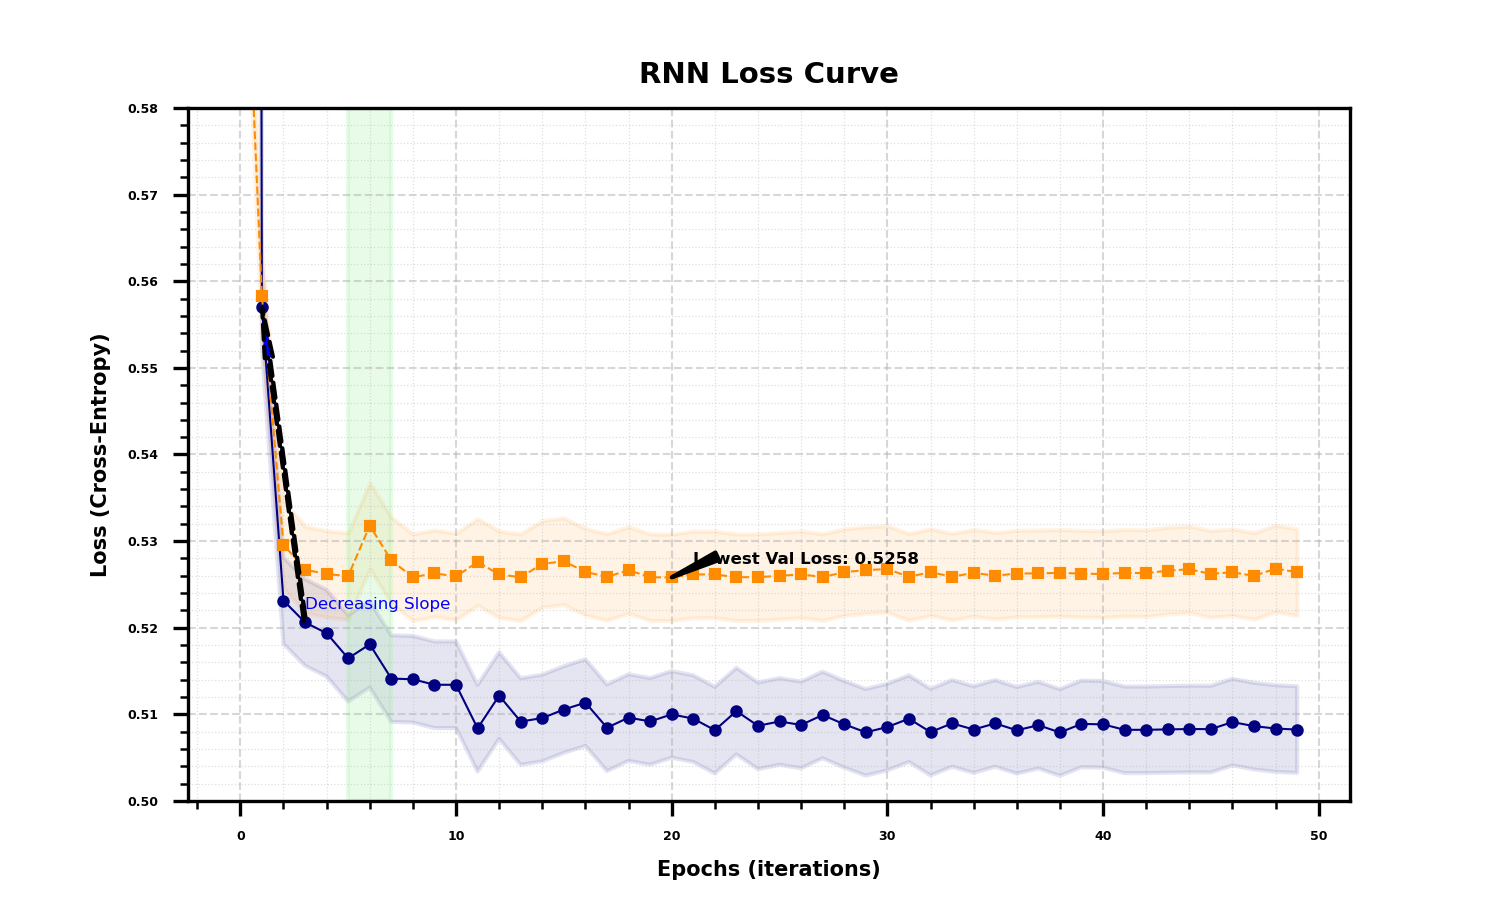 RNN Loss Curve
0.58
0.57
0.56
0.55
0.54
0.53
0.52
0.51
0.50
Loss (Cross-Entropy)
Lowest Val Loss: 0.5258
Decreasing Slope
0 10 20 30 40 50
Epochs (iterations)